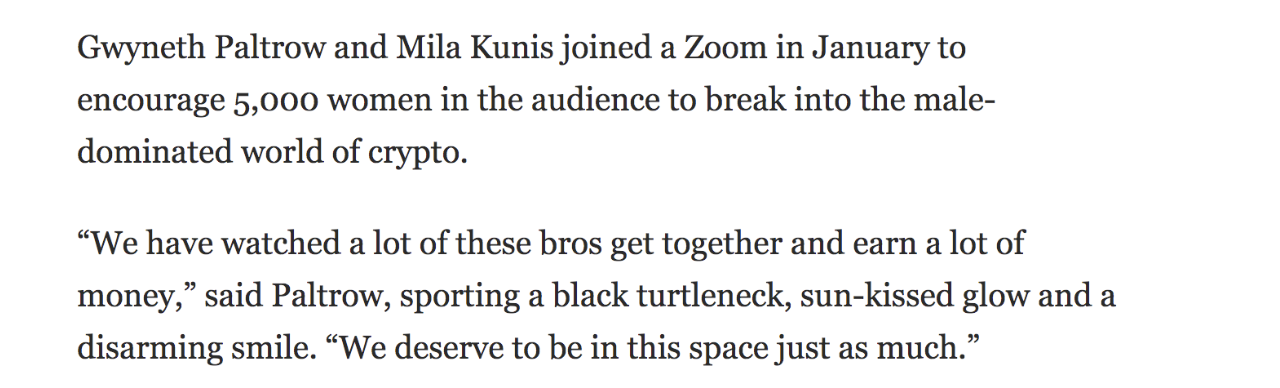 Gwyneth Paltrow and Mila Kunis joined a Zoom in January to
encourage 5,000 women in the audience to break into the male-
dominated world of crypto.
“We have watched a lot of these bros get together and earn a lot of
money,” said Paltrow, sporting a black turtleneck, sun-kissed glow and a
disarming smile. “We deserve to be in this space just as much.”